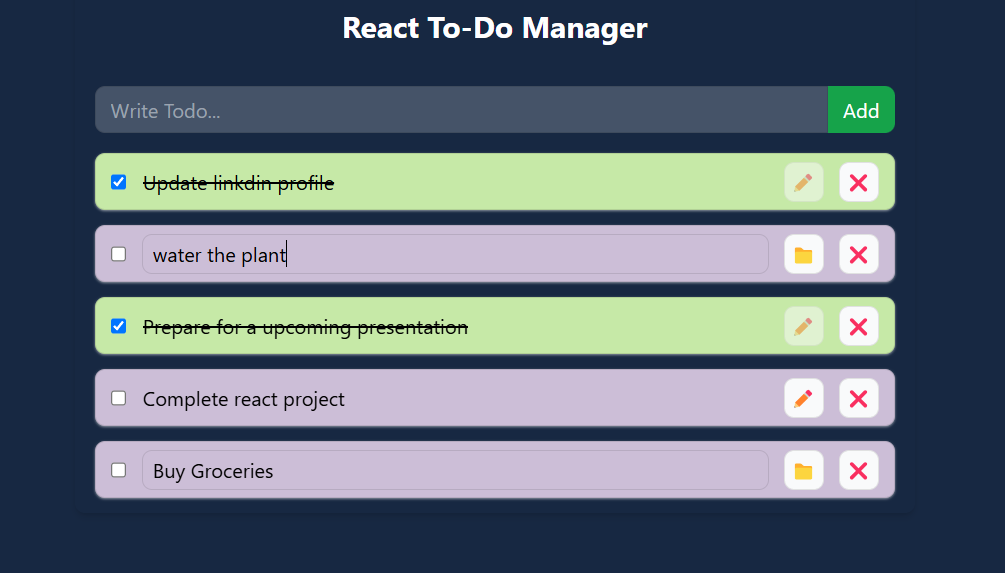 React To-Do Manager
Write Todo...
Add
Update linkdin profile
water the plant
Prepare for a upcoming presentation
Complete react project
Buy Groceries